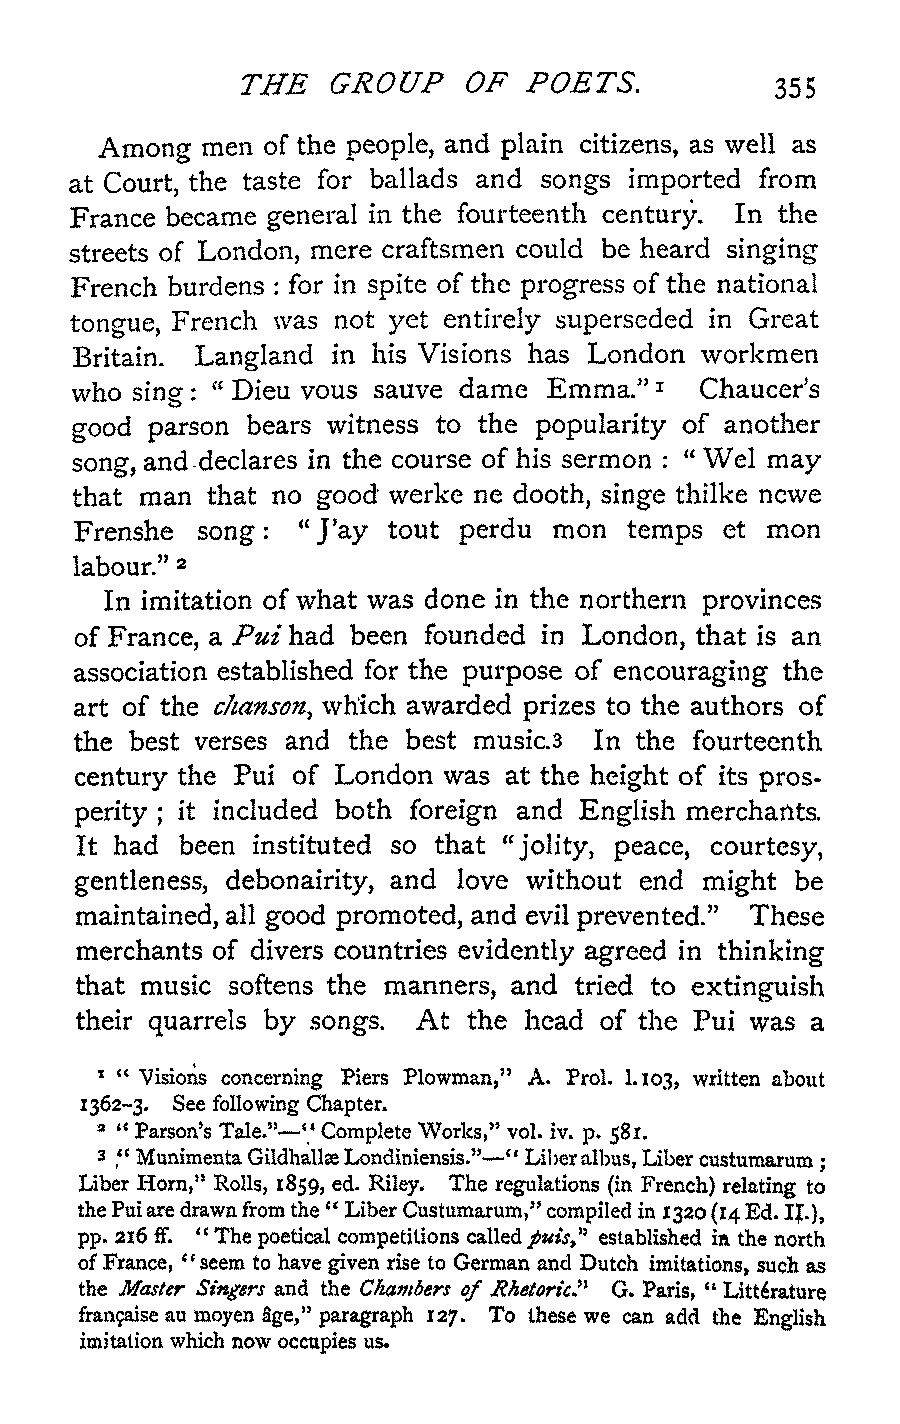 THE GROUP OF POETS. 355
Among men of the people, and plain citizens, as well as
at Court, the taste for ballads and songs imported from
France became general in the fourteenth century. In the
streets of London, mere craftsmen could be heard singing
French burdens : for in spite of the progress of the national
tongue, French was not yet entirely superseded in Great
Britain. Langland in his Visions has London workmen
who sing : “ Dieu vous sauve dame Emma.” 1 Chaucer’s
good parson bears witness to the popularity of another
song, and declares in the course of his sermon : “ Wel may
that man that no good werke ne dooth, singe thilke newe
Frenshe song : “ J’ay tout perdu mon temps et mon
labour.” 2
In imitation of what was done in the northern provinces
of France, a Pui had been founded in London, that is an
association established for the purpose of encouraging the
art of the chanson, which awarded prizes to the authors of
the best verses and the best music.3 In the fourteenth
century the Pui of London was at the height of its pros-
perity ; it included both foreign and English merchants.
It had been instituted so that “jolity, peace, courtesy,
gentleness, debonairity, and love without end might be
maintained, all good promoted, and evil prevented.” These
merchants of divers countries evidently agreed in thinking
that music softens the manners, and tried to extinguish
their quarrels by songs. At the head of the Pui was a
1 “ Visions concerning Piers Plowman,” A. Prol. l.103, written about
1362-3. See following Chapter.
2 “ Parson’s Tale.”—“ Complete Works,” vol. iv. p. 581.
3 “ Munimenta Gildhallæ Londiniensis.”—“ Liber albus, Liber custumarum ;
Liber Horn,” Rolls, 1859, ed. Riley. The regulations (in French) relating to
the Pui are drawn from the “ Liber Custumarum,” compiled in 1320 (14 Ed. II.),
pp. 216 ff. “ The poetical competitions called puis,” established in the north
of France, “seem to have given rise to German and Dutch imitations, such as
the Master Singers and the Chambers of Rhetoric.” G. Paris, “ Littérature
française au moyen âge,” paragraph 127. To these we can add the English
imitation which now occupies us.